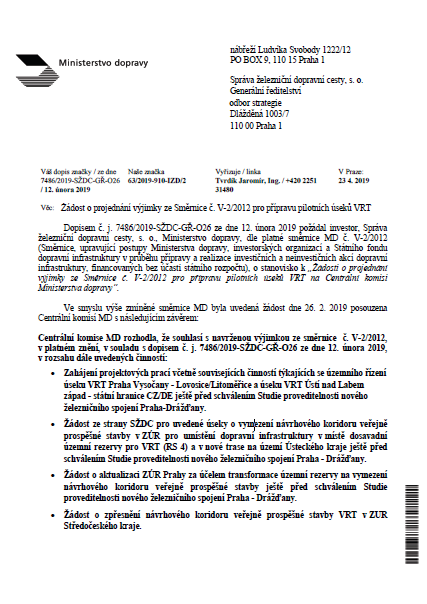 nábřeží Ludvíka Svobody 1222/12
PO BOX 9, 110 15 Praha 1
Ministerstvo dopravy
Správa železniční dopravní cesty, s. o.
Generální ředitelství
odbor strategie
Dlážděná 1003/7
110 00 Praha 1
Váš dopis značky / ze dne Naše značka Vyřizuje / linka V Praze:
7486/2019-SŽDC-GŘ-O26 63/2019-910-IZD/2 Tvrdík Jaromír, Ing. / +420 2251 23 4. 2019
/ 12. února 2019 31480
Věc: Žádost o projednání výjimky ze Směrnice č. V-2/2012 pro přípravu pilotních úseků VRT
Dopisem č. j. 7486/2019-SŽDC-GŘ-O26 ze dne 12. února 2019 požádal investor, Správa
železniční dopravní cesty, s. o., Ministerstvo dopravy, dle platné směrnice MD č. V-2/2012
(Směrnice, upravující postupy Ministerstva dopravy, investorských organizací a Státního fondu
dopravní infrastruktury v průběhu přípravy a realizace investičních a neinvestičních akcí dopravní
infrastruktury, financovaných bez účasti státního rozpočtu), o stanovisko k „Žádosti o projednání
výjimky ze Směrnice č. V-2/2012 pro přípravu pilotních úseků VRT na Centrální komisi
Ministerstva dopravy“.
Ve smyslu výše zmíněné směrnice MD byla uvedená žádost dne 26. 2. 2019 posouzena
Centrální komisí MD s následujícím závěrem:
Centrální komise MD rozhodla, že souhlasí s navrženou výjimkou ze směrnice č. V-2/2012,
v platném znění, v souladu s dopisem č. j. 7486/2019-SŽDC-GŘ-O26 ze dne 12. února 2019,
v rozsahu dále uvedených činností:
• Zahájení projektových prací včetně souvisejících činností týkajících se územního řízení
úseku VRT Praha Vysočany - Lovosice/Litoměřice a úseku VRT Ústí nad Labem
západ - státní hranice CZ/DE ještě před schválením Studie proveditelnosti nového
železničního spojení Praha-Drážďany.
• Žádost ze strany SŽDC pro uvedené úseky o vymezení návrhového koridoru veřejně
prospěšné stavby v ZÚR pro umístění dopravní infrastruktury v místě dosavadní
územní rezervy pro VRT (RS 4) a v nové trase na území Ústeckého kraje ještě před
schválením Studie proveditelnosti nového železničního spojení Praha - Drážďany.
• Žádost o aktualizaci ZÚR Prahy za účelem transformace územní rezervy na vymezení
návrhového koridoru veřejně prospěšné stavby ještě před schválením Studie
proveditelnosti nového železničního spojení Praha - Drážďany.
• Žádost o zpřesnění návrhového koridoru veřejně prospěšné stavby VRT v ZUR
Středočeského kraje.